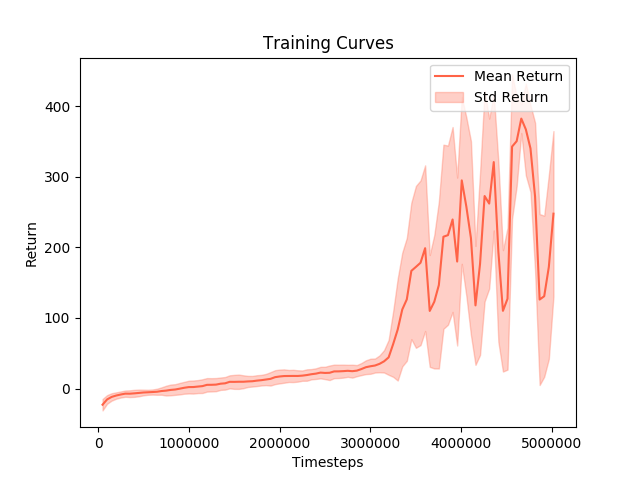 Training Curves
Mean Return
Std Return
400
300
200
100
0
Return
0
1000000
2000000
3000000
4000000
5000000
Timesteps